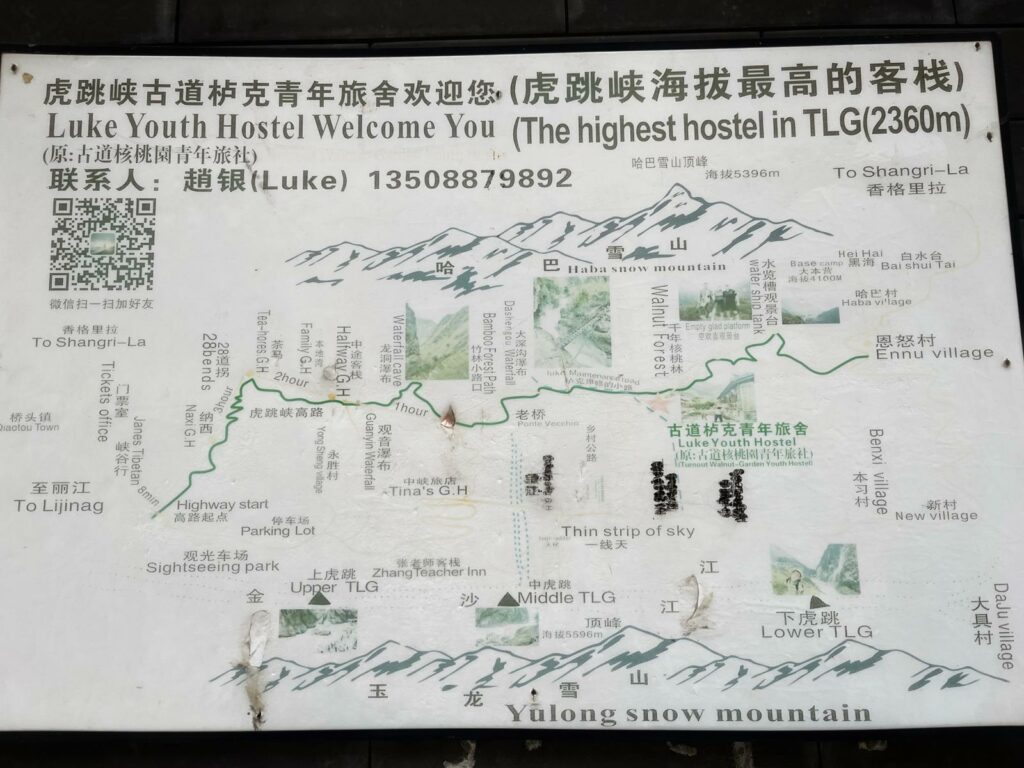 虎跳峡古道栌克青年旅舍欢迎您(虎跳峡海拔最高的客栈)
Luke Youth Hostel Welcome You (The highest hostel in TLG(2360m)
(原:古道核桃園青年旅社)
联系人: 趙银(Luke) 13508879892
微信扫一扫加好友
哈巴雪山顶峰
海拔5396m
To Shangri-La
香格里拉
哈 巴 雪 山
Haba snow mountain
Hei Hai
黑海
白水台
Bai shui Tai
Base camp
大本营
海拔4100M
哈巴村
Haba village
水览槽观景台
water ship tank
Empty glad platform
恩怒村
Ennu village
香格里拉
To Shangri-La
28道拐
28bends
3hour
Tea-hores G.H
茶馬
2hour
Family G.H
本地湾
Halfway G.H
中途客栈
Waterfall cave
龙洞瀑布
1hour
Bamboo Forest Path
竹林小路口
Dashengou Waterfall
大深沟瀑布
luke Maintenance road
Walnut Forest
千年核桃林
门票室
Tickets office
桥头镇
Qiaotou Town
峡谷行
Janes Tibetan 8min
纳西
Naxi G.H
虎跳峡高路
Yong Sheng village
永胜村
Guanyin Waterfall
观音瀑布
老桥
Ponte Vecchio
乡村公路
古道栌克青年旅舍
Luke Youth Hostel
(原:古道核桃園青年旅社)
(Turnout Walnut-Garden Youth Hostel)
Benxi village
本习村
新村
New village
至丽江
To Lijinag
Highway start
高路起点
停车场
Parking Lot
中峡旅店
Tina's G.H
Thin strip of sky
一线天
观光车场
Sightseeing park
上虎跳
Upper TLG
张老师客栈
Zhang Teacher Inn
中虎跳
Middle TLG
金 沙 江
江
下虎跳
Lower TLG
DaJu village
大具村
顶峰
海拔5596m
玉 龙 雪 山
Yulong snow mountain